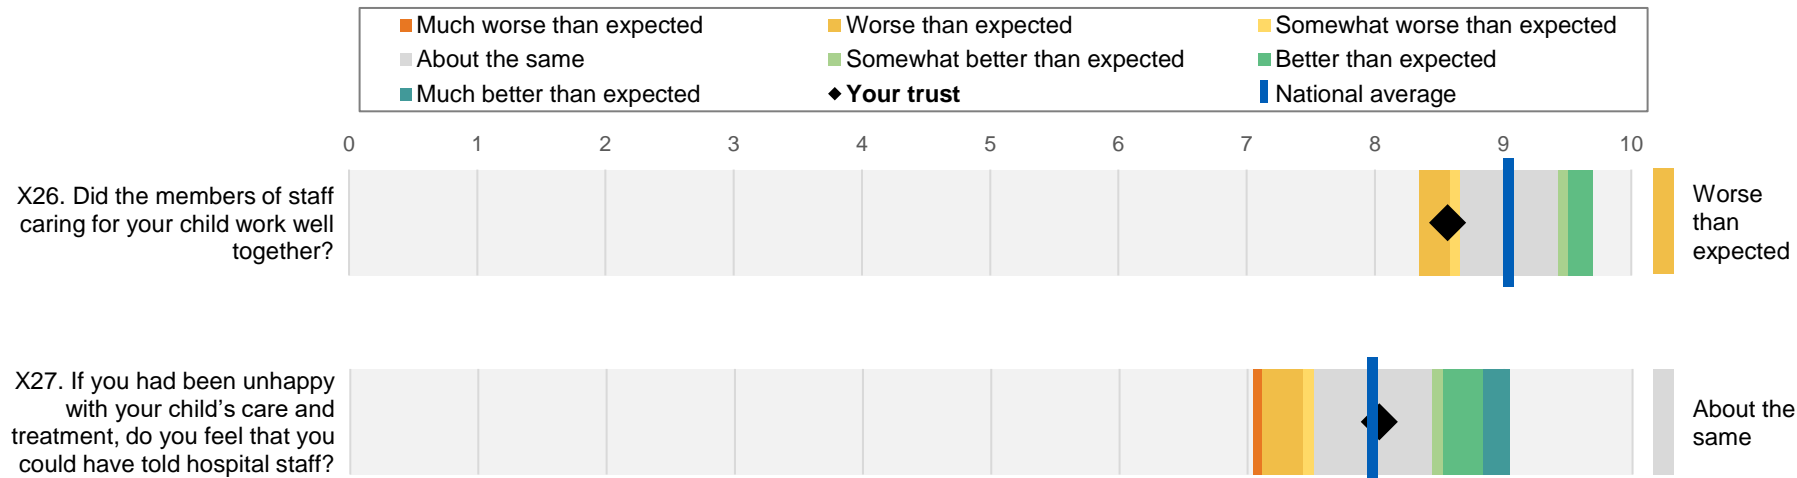 Much worse than expected
Worse than expected
Somewhat worse than expected
About the same
Somewhat better than expected
Better than expected
Much better than expected
Your trust
National average
0 1 2 3 4 5 6 7 8 9 10
X26. Did the members of staff
caring for your child work well
together?
Worse
than
expected
X27. If you had been unhappy
with your child’s care and
treatment, do you feel that you
could have told hospital staff?
About the
same